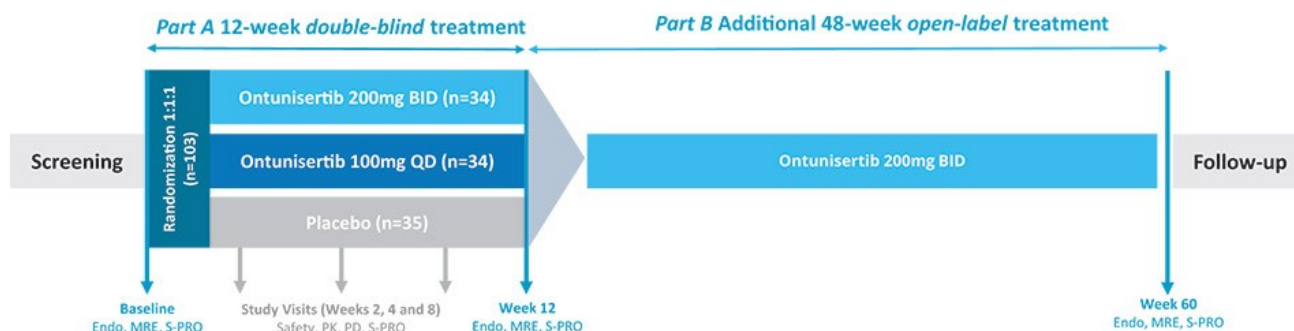 Part A 12-week double-blind treatment
Part B Additional 48-week open-label treatment
Screening
Randomization 1:1:1
(n=103)
Ontunisertib 200mg BID (n=34)
Ontunisertib 100mg QD (n=34)
Placebo (n=35)
Ontunisertib 200mg BID
Follow-up
Baseline
Endo, MRE, S-PRO
Study Visits (Weeks 2, 4 and 8)
Safety, PK, PD, S-PRO
Week 12
Endo, MRE, S-PRO
Week 60
Endo, MRE, S-PRO